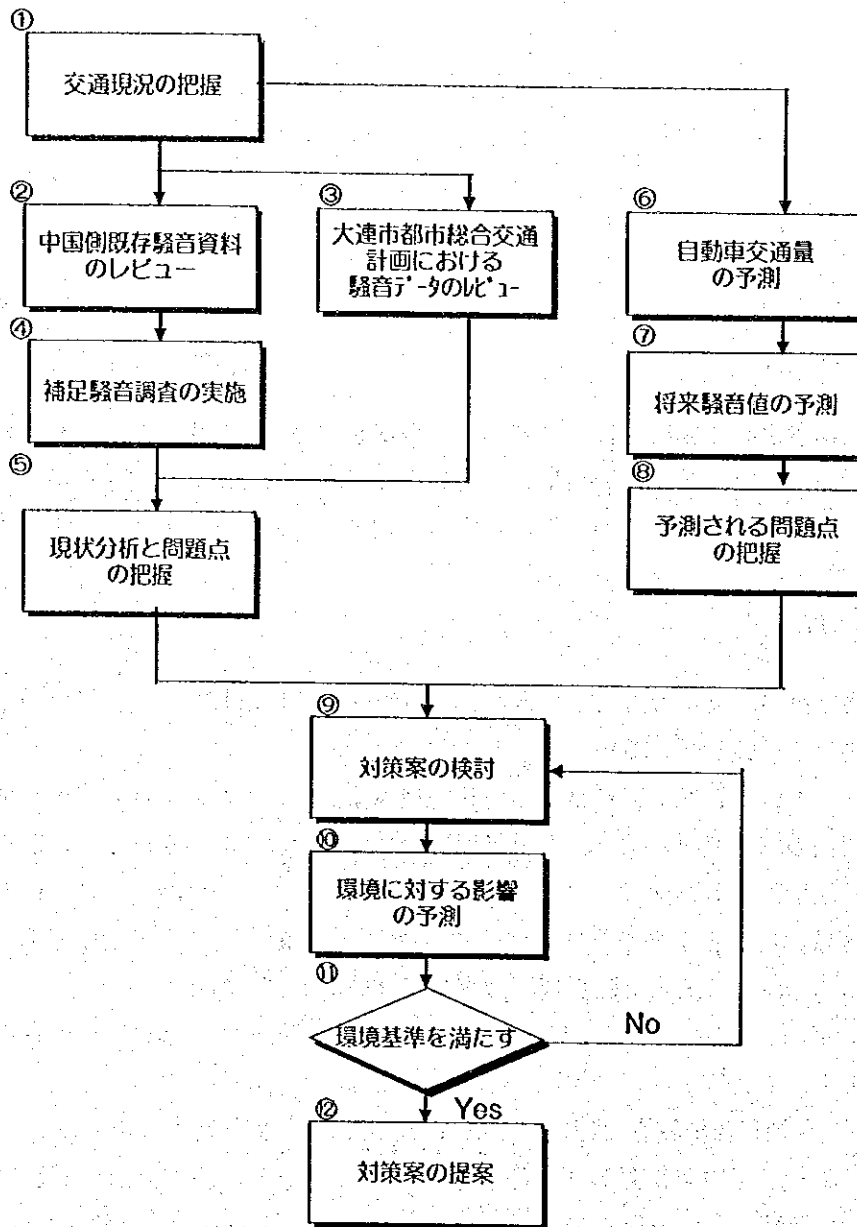 ①
交通現況の把握
②
中国側既存騒音資料
のレビュー
③
大連市都市総合交通
計画における
騒音ﾃﾞｰﾀのﾚﾋﾞｭｰ
④
補足騒音調査の実施
⑤
現状分析と問題点
の把握
⑥
自動車交通量
の予測
⑦
将来騒音値の予測
⑧
予測される問題点
の把握
⑨
対策案の検討
⑩
環境に対する影響
の予測
⑪
環境基準を満たす
No
Yes
⑫
対策案の提案